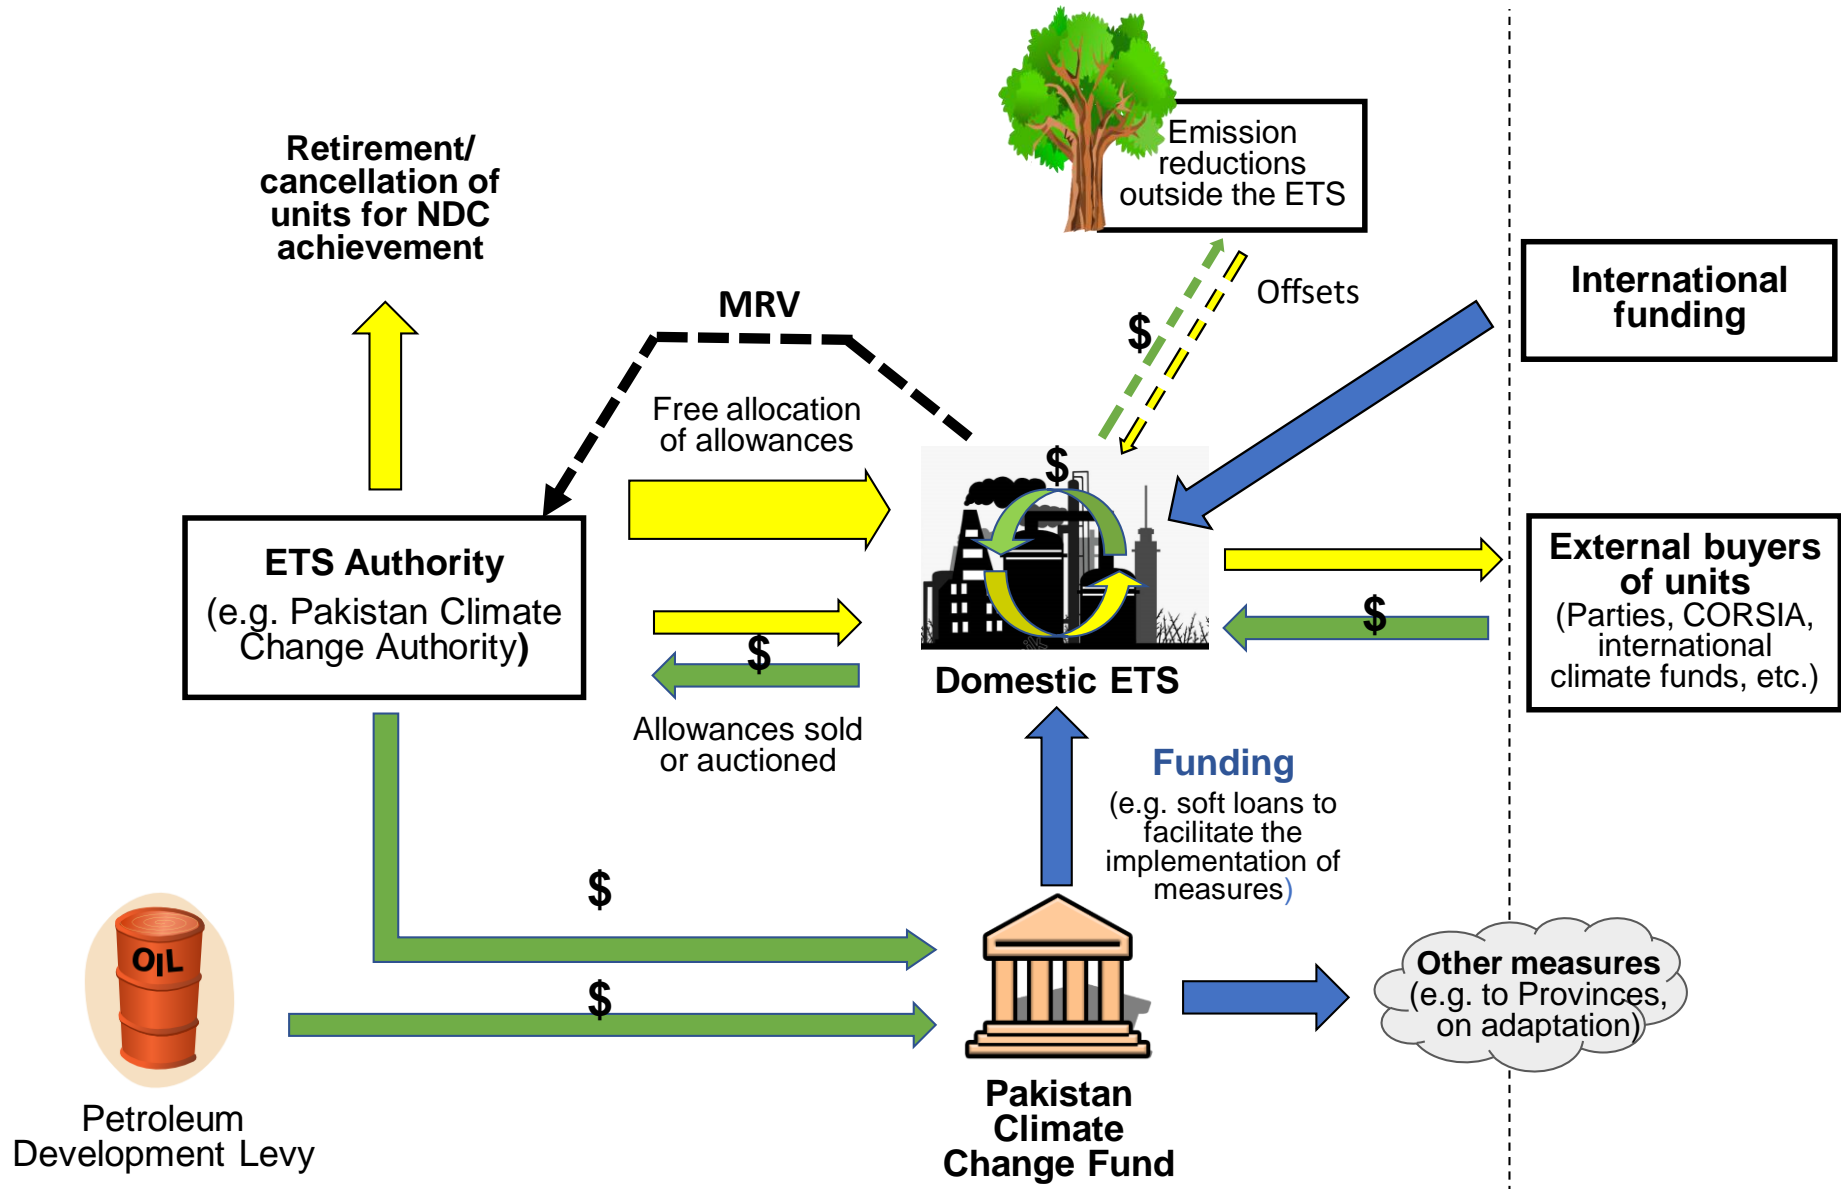 Emission
reductions
outside the ETS
Retirement/
cancellation of
units for NDC
achievement
International
funding
MRV
Offsets
$
Free allocation
of allowances
$
ETS Authority
(e.g. Pakistan Climate
Change Authority)
External buyers
of units
(Parties, CORSIA,
international
climate funds, etc.)
$
$
Domestic ETS
Allowances sold
or auctioned
Funding
(e.g. soft loans to
facilitate the
implementation of
measures)
$
OIL
$
Other measures
(e.g. to Provinces,
on adaptation)
Petroleum
Development Levy
Pakistan
Climate
Change Fund